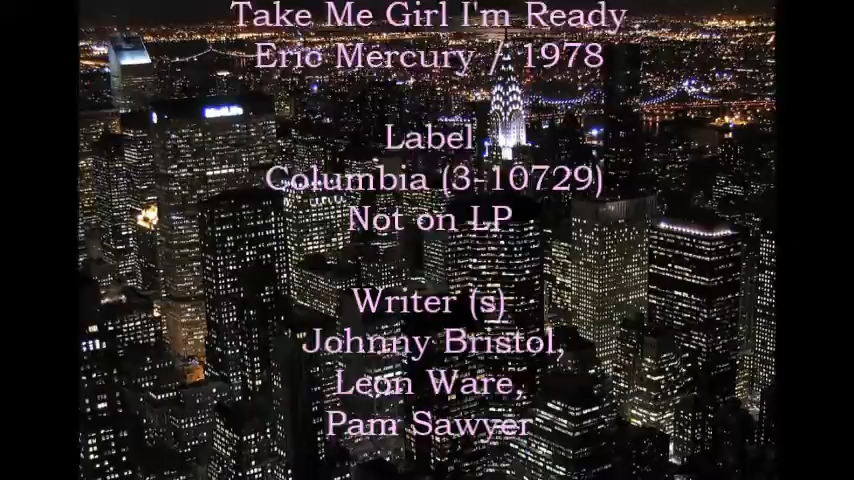 Take Me Girl I'm Ready
Eric Mercury / 1978
MetLife
Label
Columbia (3-10729)
Not on LP
Writer (s)
Johnny Bristol,
Leon Ware,
Pam Sawyer